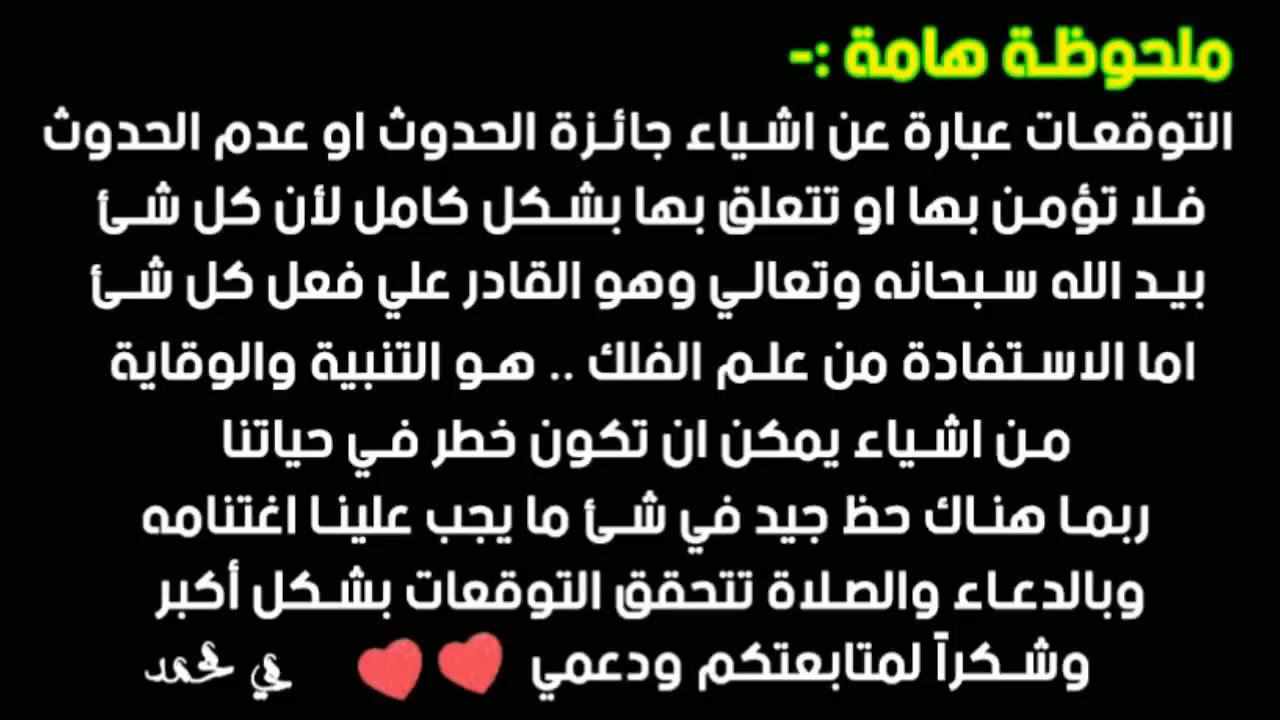 ملحوظة هامة :-
التوقعات عبارة عن اشياء جائزة الحدوث او عدم الحدوث
فلا تؤمن بها او تتعلق بها بشكل كامل لأن كل شئ
بيد الله سبحانه وتعالي وهو القادر علي فعل كل شئ
اما الاستفادة من علم الفلك .. هو التنبية والوقاية
من اشياء يمكن ان تكون خطر في حياتنا
ربما هناك حظ جيد في شئ ما يجب علينا اغتنامه
وبالدعاء والصلاة تتحقق التوقعات بشكل أكبر
وشكراً لمتابعتكم ودعمي محمد